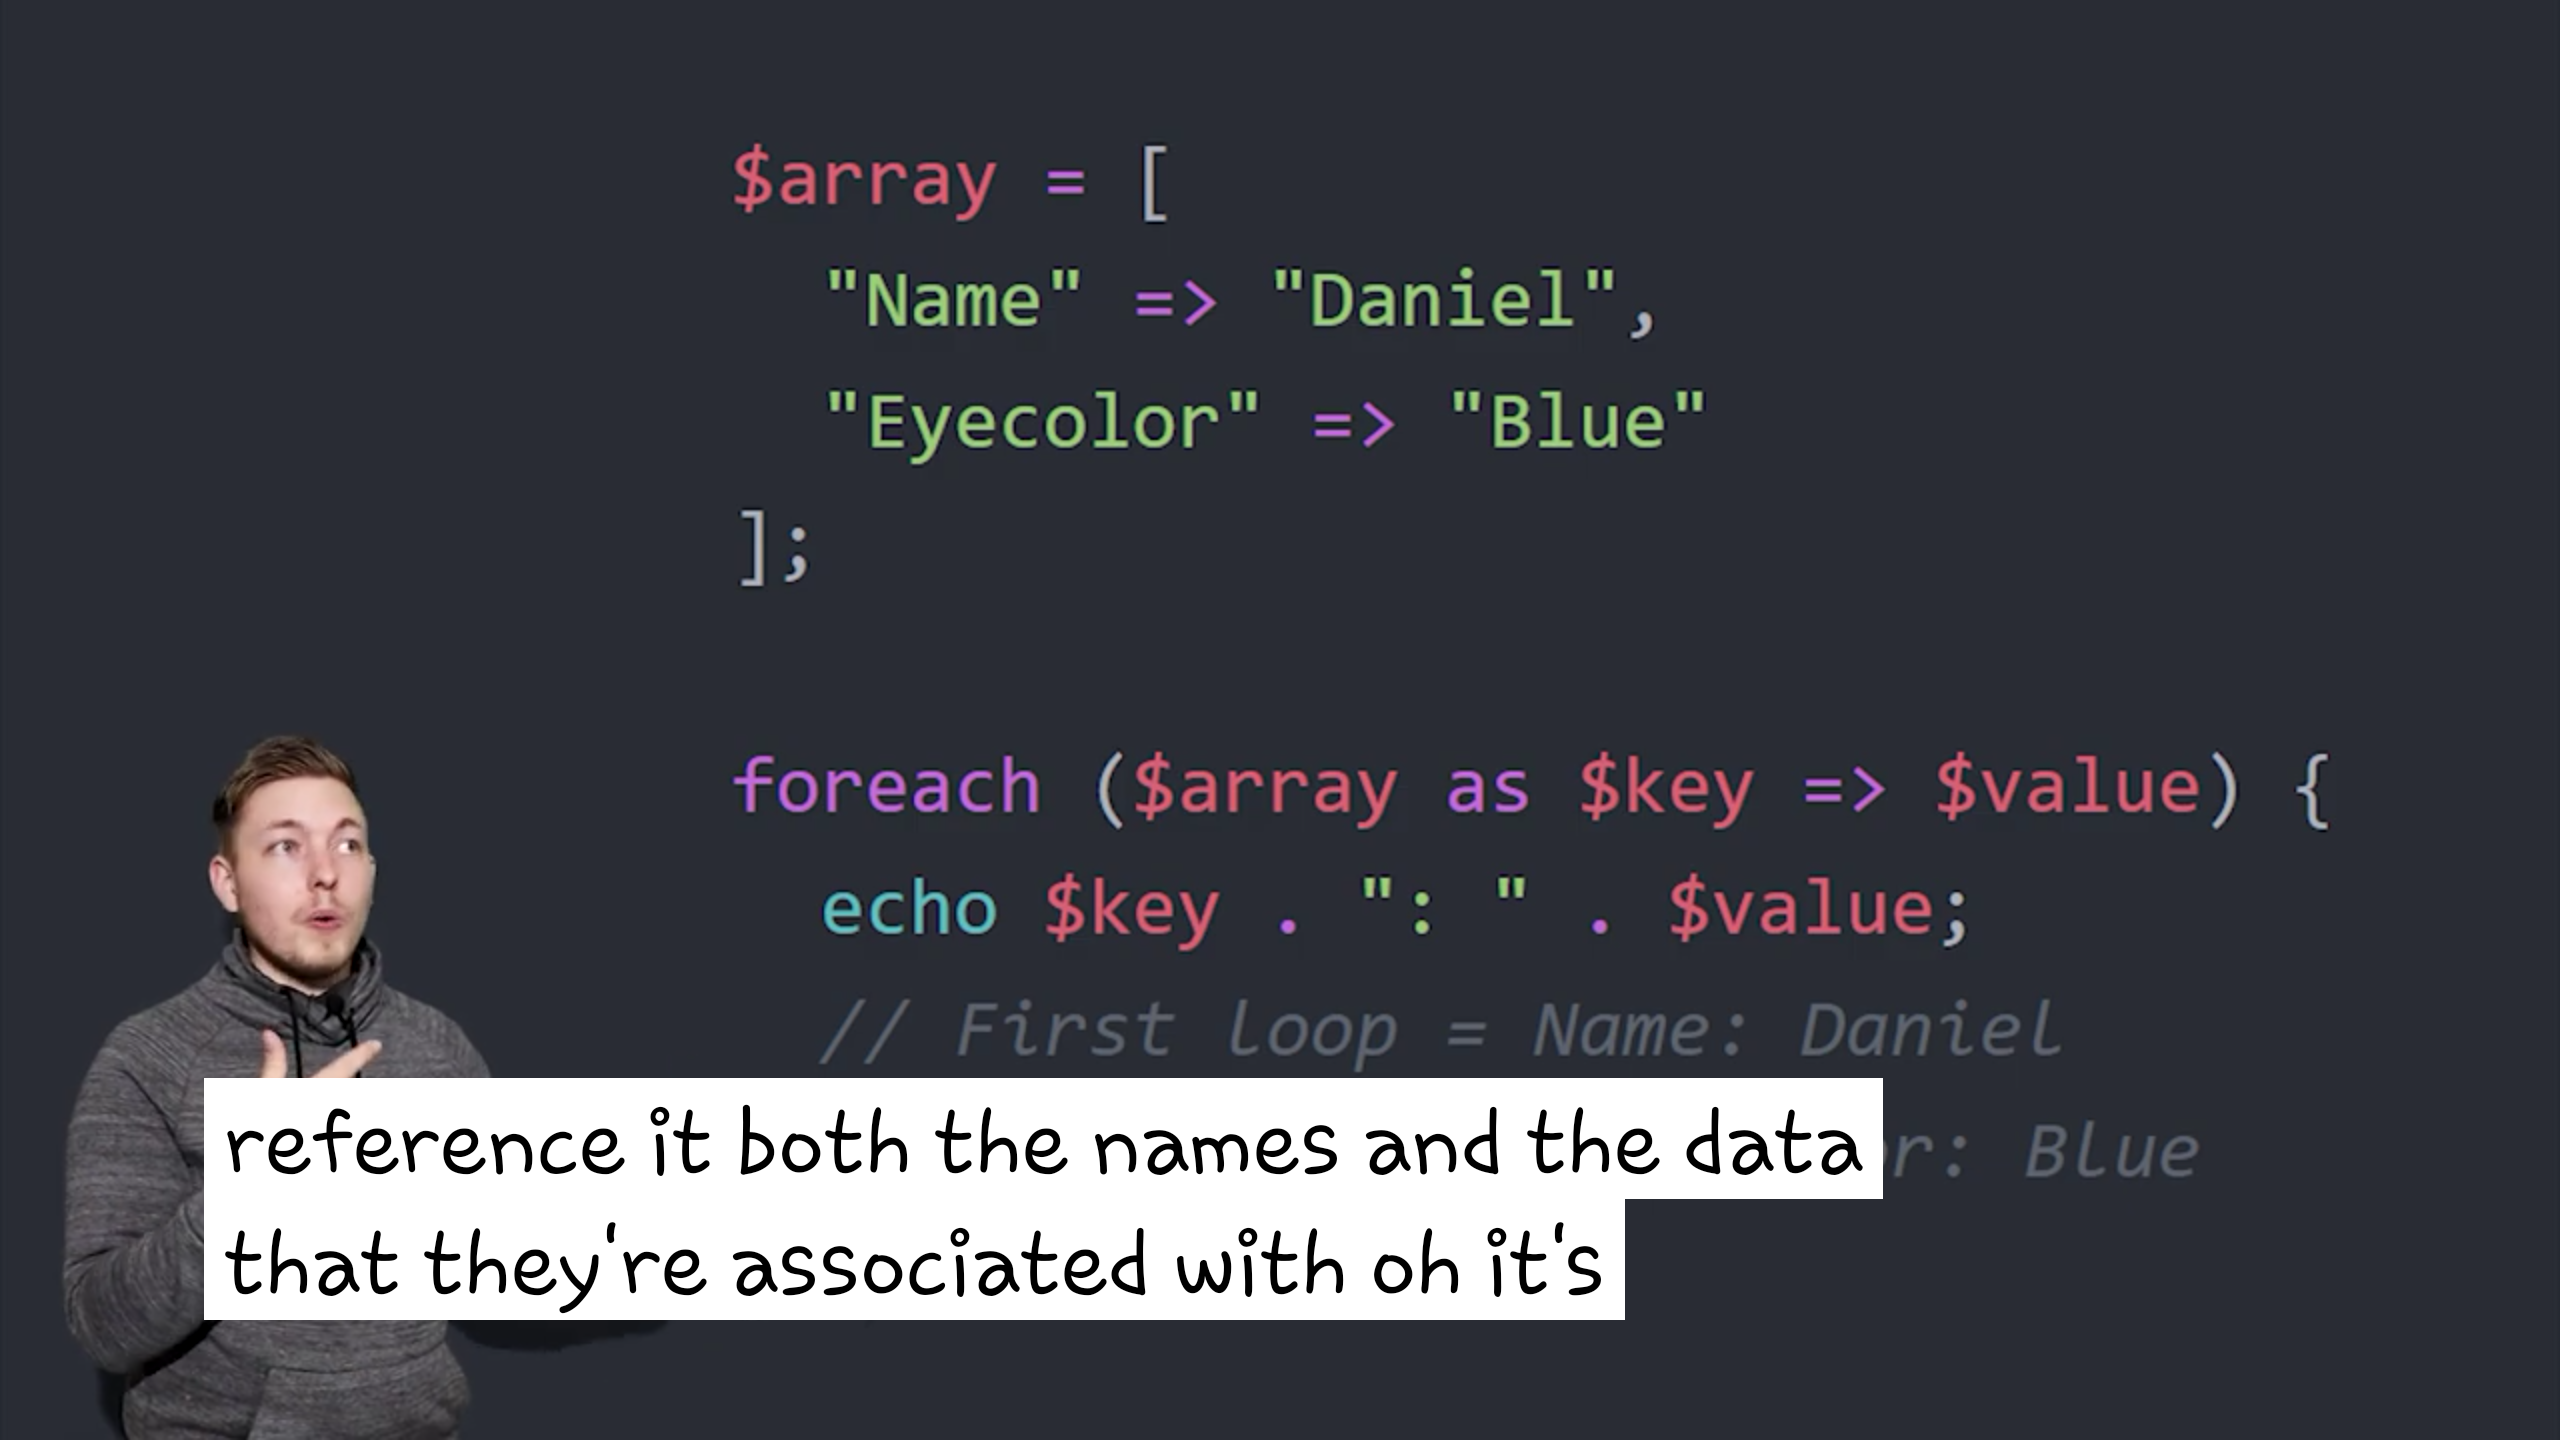 $array = [
"Name" => "Daniel",
"Eyecolor" => "Blue"
];
foreach ($array as $key => $value) {
echo $key . ": " . $value;
// First loop = Name: Daniel
Blue
reference it both the names and the data
that they're associated with oh it's